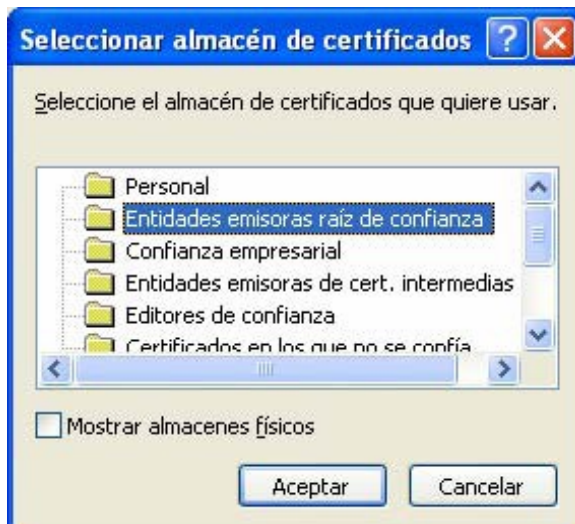 Seleccionar almacén de certificados
Seleccione el almacén de certificados que quiere usar.
Personal
Entidades emisoras raíz de confianza
Confianza empresarial
Entidades emisoras de cert. intermedias
Editores de confianza
Certificados en los que no se confía
Mostrar almacenes físicos
Aceptar Cancelar